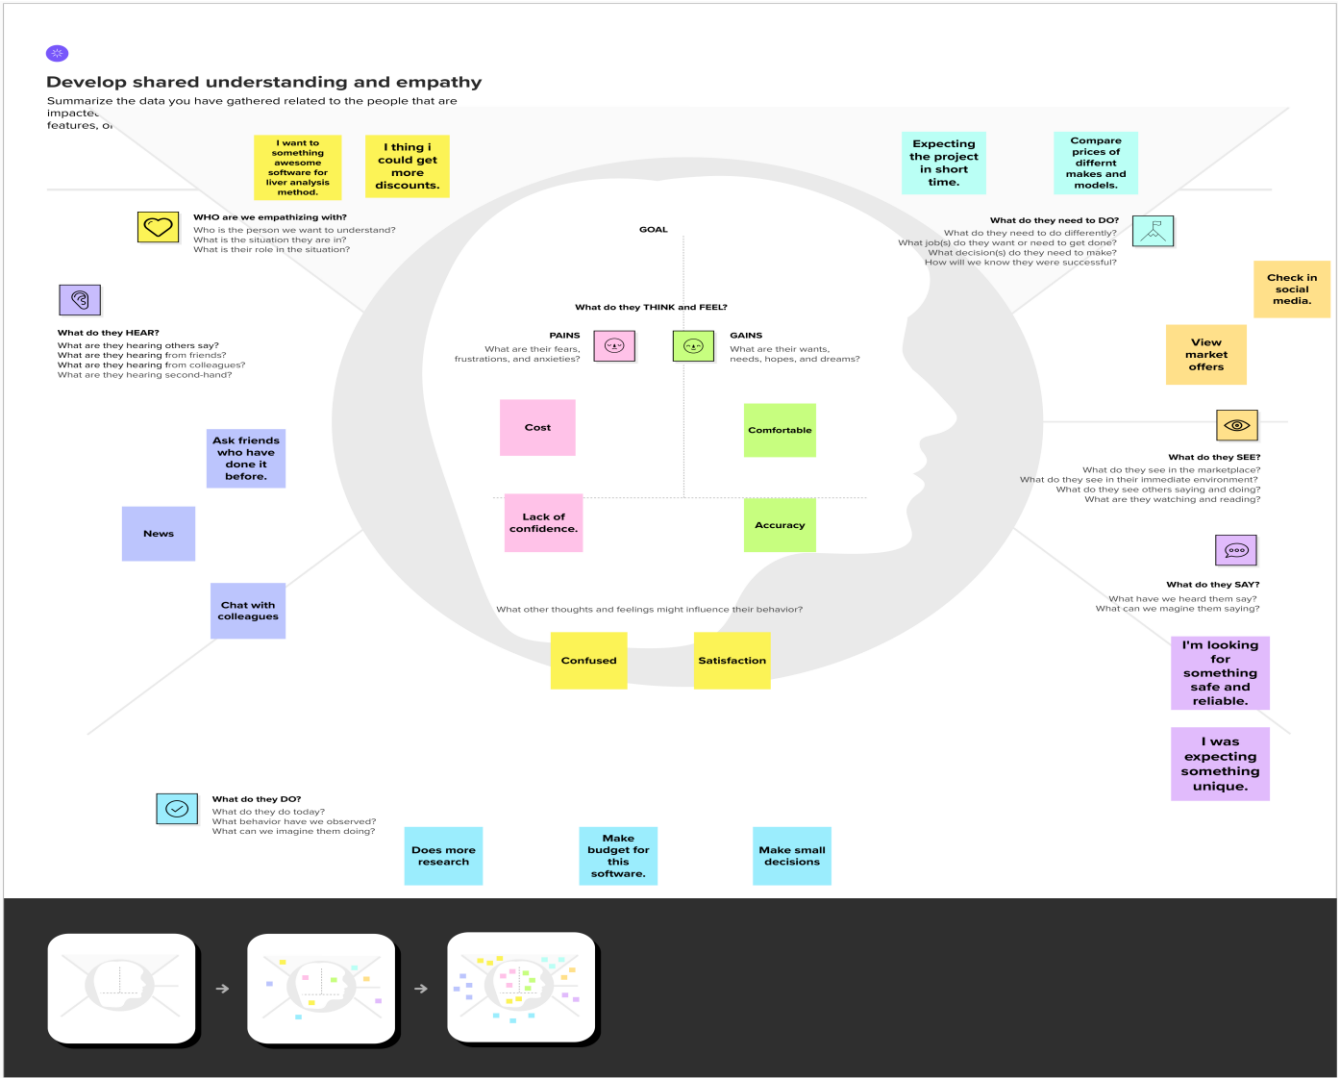 Develop shared understanding and empathy
Summarize the data you have gathered related to the people that are
impacted
features, or
I want to
something
awesome
software for
liver analysis
method.
I thing i
could get
more
discounts.
Expecting
the project
in short
time.
Compare
prices of
differnt
makes and
models.
WHO are we empathizing with?
Who is the person we want to understand?
What is the situation they are in?
What is their role in the situation?
GOAL
What do they need to DO?
What do they need to do differently?
What job(s) do they want or need to get done?
What decision(s) do they need to make?
How will we know they were successful?
Check in
social
media.
View
market
offers
What do they HEAR?
What are they hearing others say?
What are they hearing from friends?
What are they hearing from colleagues?
What are they hearing second-hand?
What do they THINK and FEEL?
PAINS
What are their fears,
frustrations, and anxieties?
GAINS
What are their wants,
needs, hopes, and dreams?
Cost
Comfortable
Lack of
confidence.
Accuracy
Ask friends
who have
done it
before.
News
Chat with
colleagues
What do they SEE?
What do they see in the marketplace?
What do they see in their immediate environment?
What do they see others saying and doing?
What are they watching and reading?
What do they SAY?
What have we heard them say?
What can we magine them saying?
I'm looking
for
something
safe and
reliable.
I was
expecting
something
unique.
What other thoughts and feelings might influence their behavior?
Confused
Satisfaction
What do they DO?
What do they do today?
What behavior have we observed?
What can we imagine them doing?
Does more
research
Make
budget for
this
software.
Make small
decisions